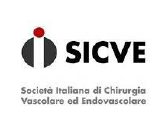 SICVE
Società Italiana di Chirurgia
Vascolare ed Endovascolare